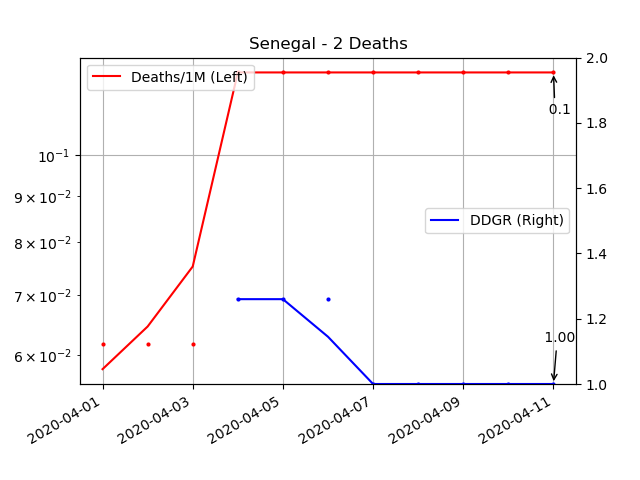 Senegal - 2 Deaths
Deaths/1M (Left)
DDGR (Right)
0.1
1.00
10⁻¹
9 × 10⁻²
8 × 10⁻²
7 × 10⁻²
6 × 10⁻²
2.0
1.8
1.6
1.4
1.2
1.0
2020-04-01
2020-04-03
2020-04-05
2020-04-07
2020-04-09
2020-04-11